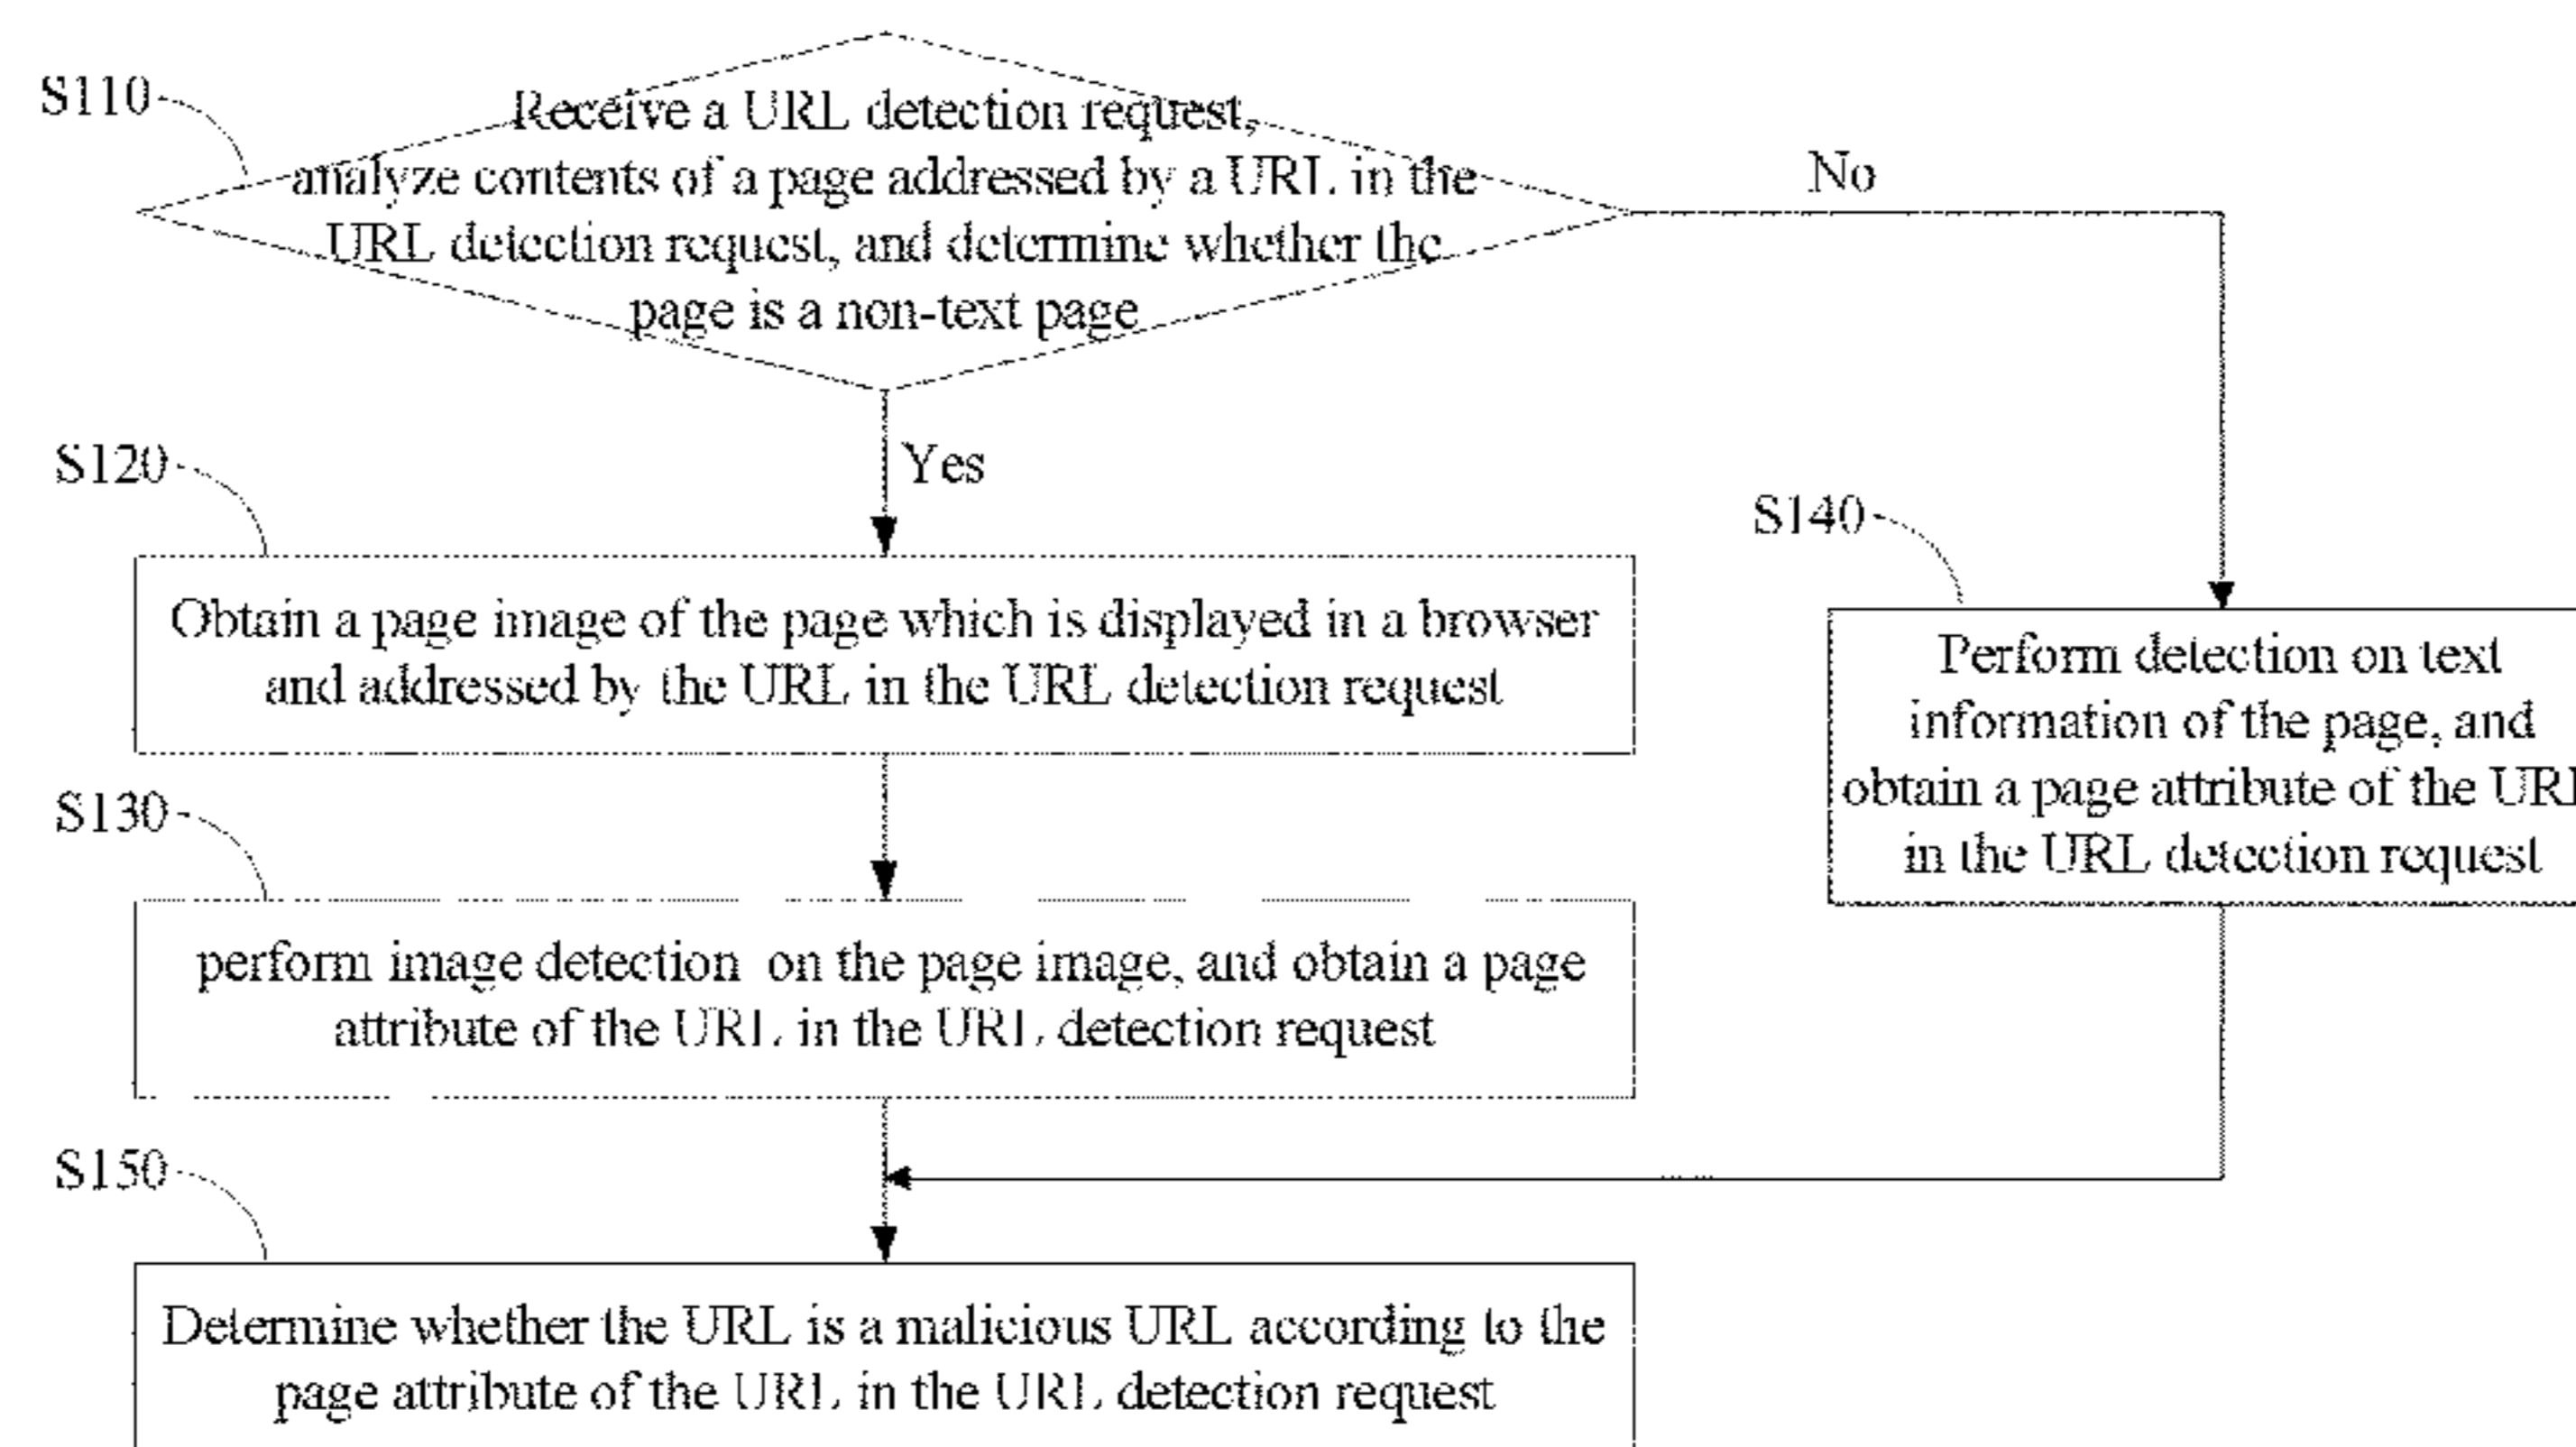 S110
Receive a URL detection request,
analyze contents of a page addressed by a URL in the
URL detection request, and determine whether the
page is a non-text page
No
Yes
S120
Obtain a page image of the page which is displayed in a browser
and addressed by the URL in the URL detection request
S140
Perform detection on text
information of the page, and
obtain a page attribute of the URL
in the URL detection request
S130
perform image detection on the page image, and obtain a page
attribute of the URL in the URL detection request
S150
Determine whether the URL is a malicious URL according to the
page attribute of the URL in the URL detection request